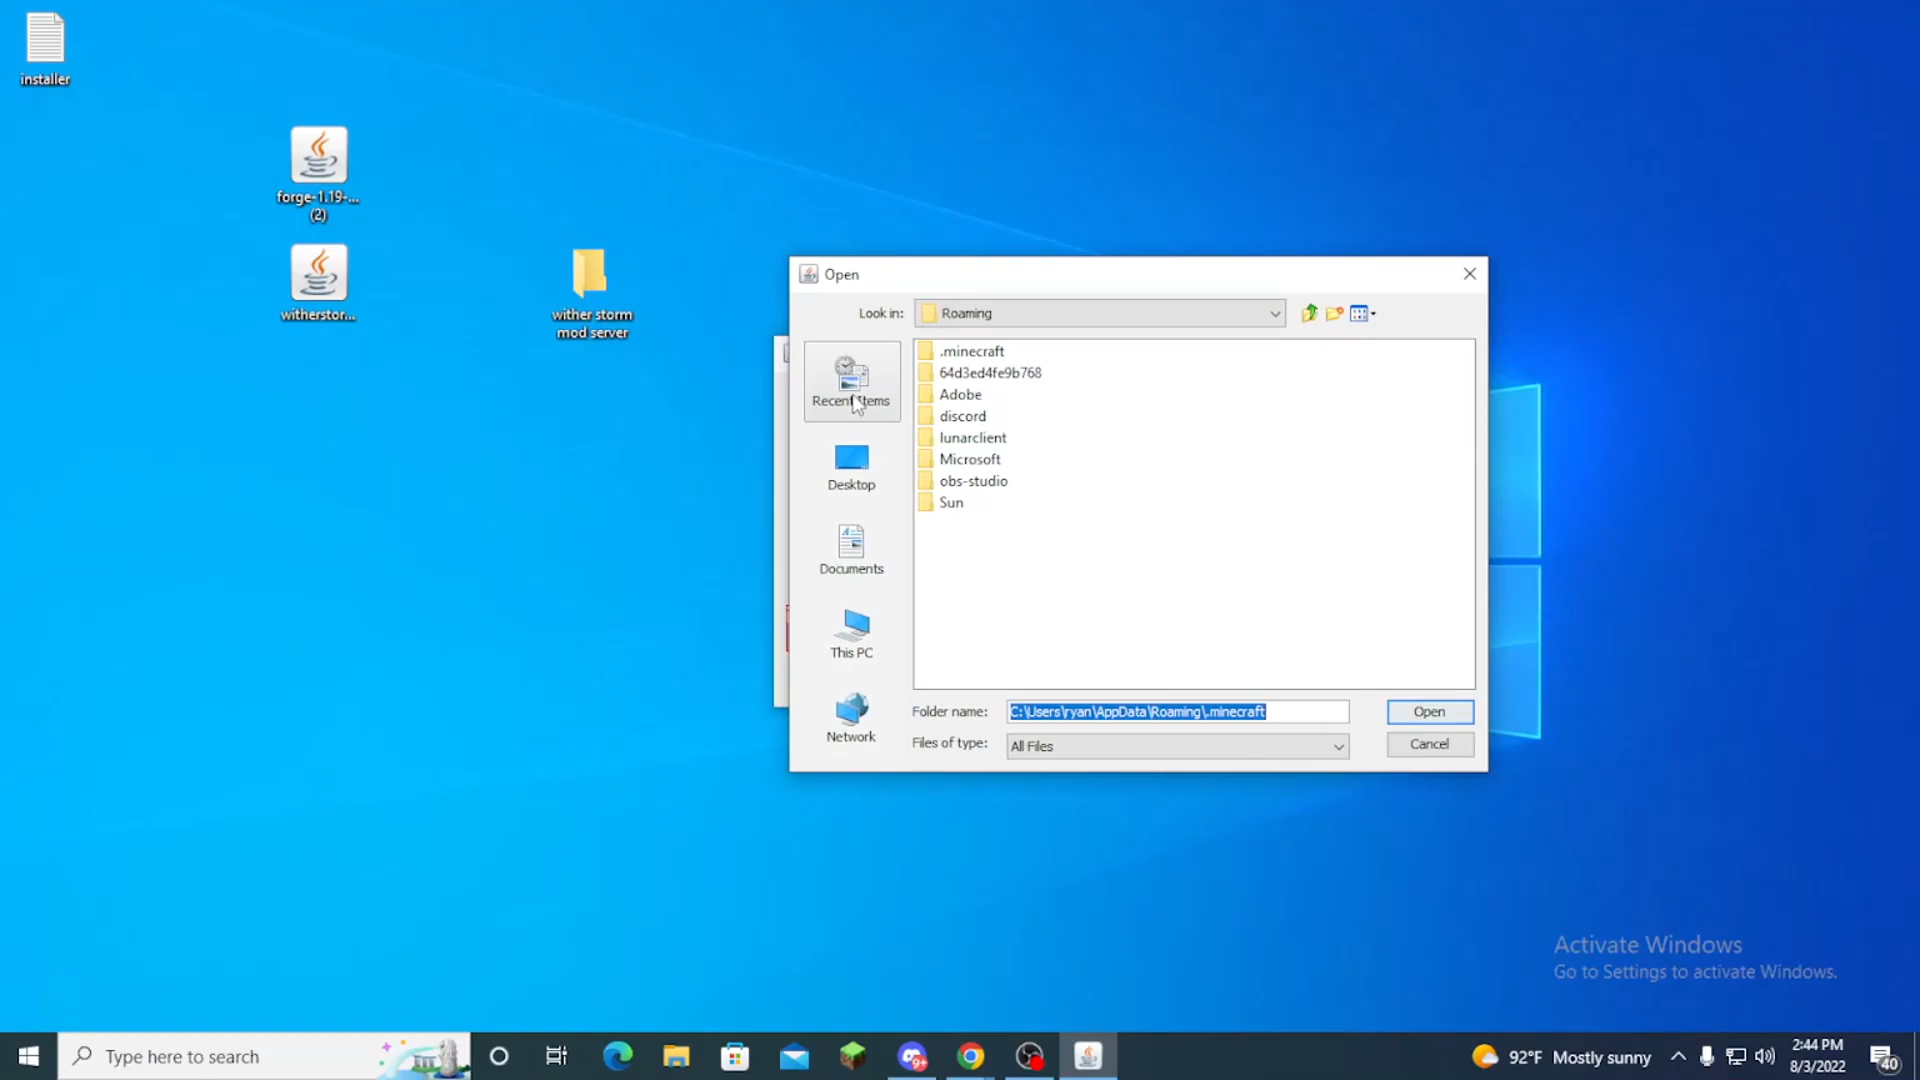 installer
forge-1.19-...
(2)
witherstor...
wither storm
mod server
Open
Look in:
Roaming
Recent Items
Desktop
Documents
This PC
Network
.minecraft
64d3ed4fe9b768
Adobe
discord
lunarclient
Microsoft
obs-studio
Sun
Folder name:
C:\Users\ryan\AppData\Roaming\.minecraft
Open
Files of type:
All Files
Cancel
Activate Windows
Go to Settings to activate Windows.
Type here to search
9+
92°F Mostly sunny
2:44 PM
8/3/2022
40